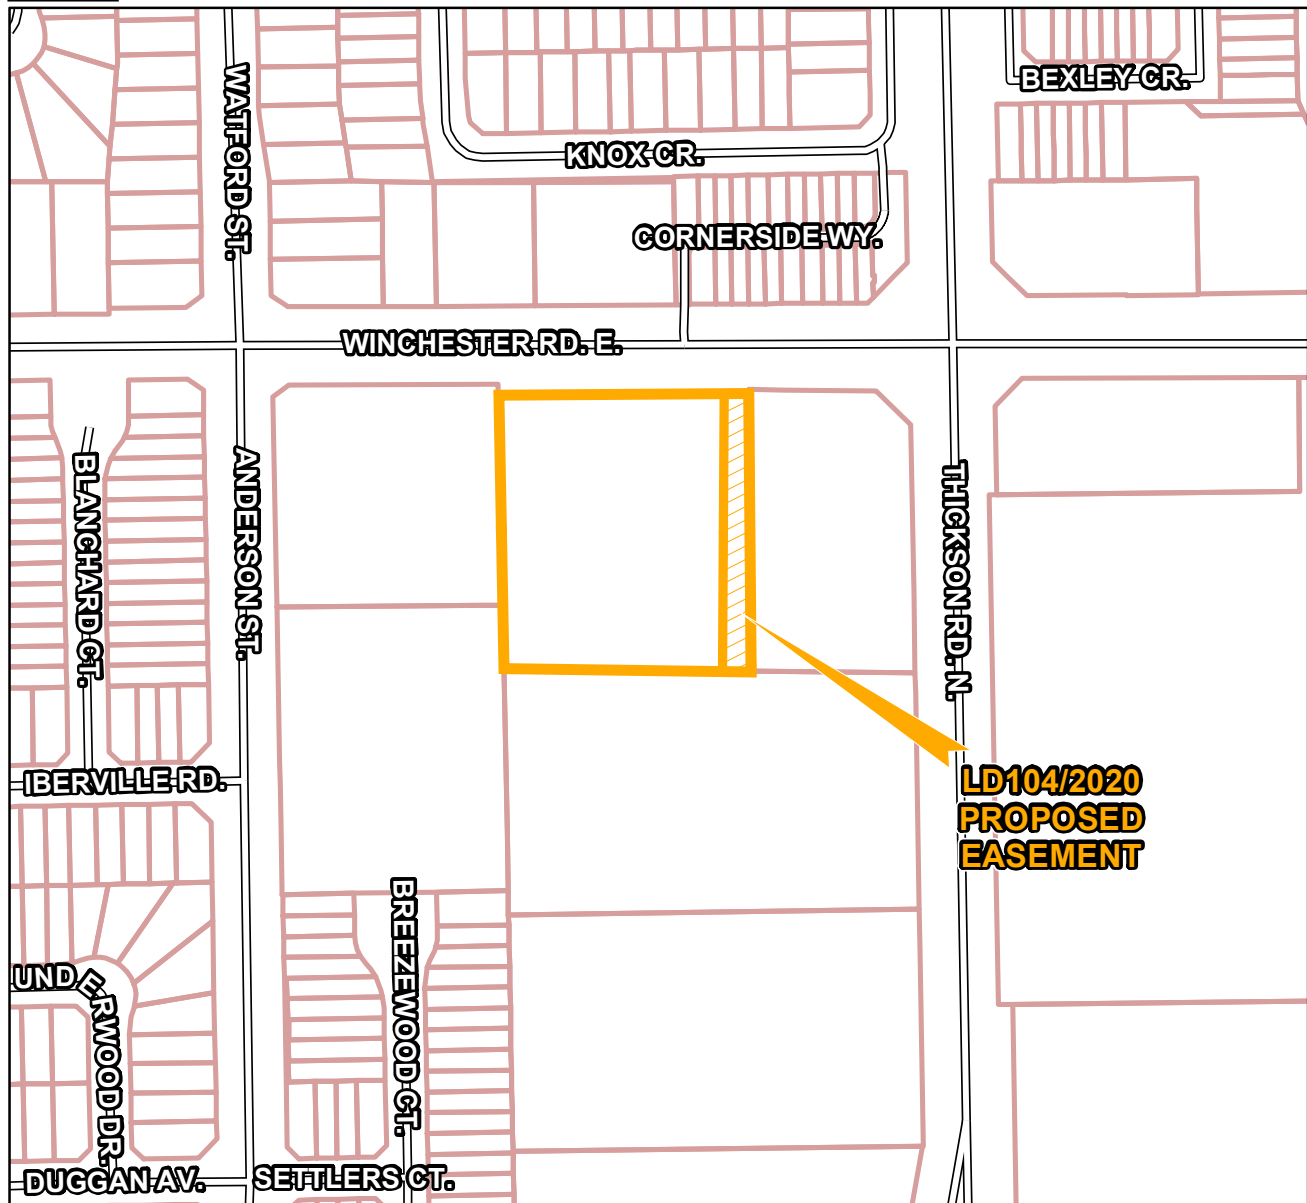 BEXLEY CR.
WATFORD ST.
KNOX CR.
CORNERSIDE WY.
WINCHESTER RD. E.
BLANCHARD CT.
ANDERSON ST.
THICKSON RD. N.
IBERVILLE RD.
LD104/2020
PROPOSED
EASEMENT
BREEZEWOOD CT.
UNDERWOOD DR.
DUGGAN AV.
SETTLERS CT.